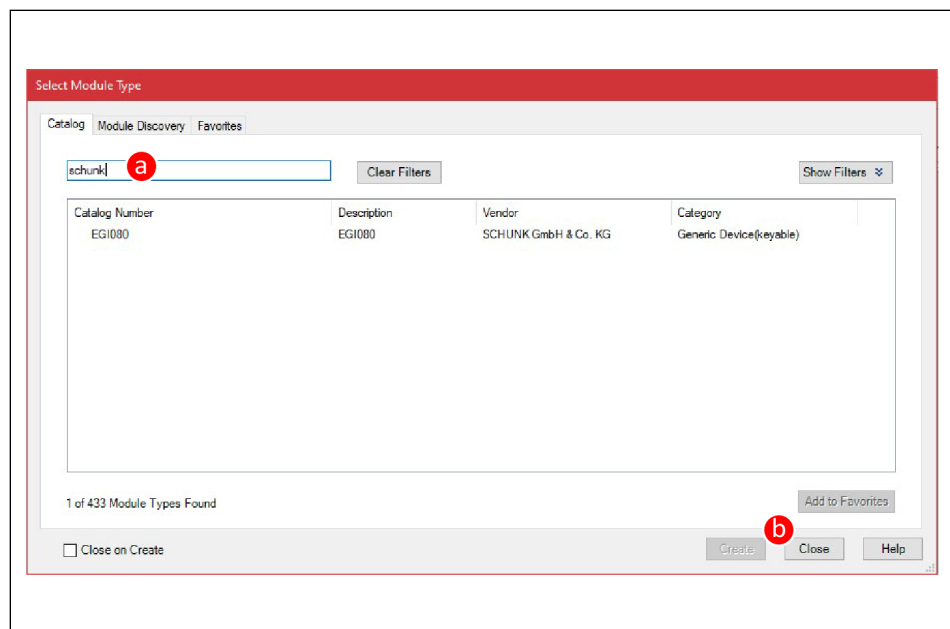 Select Module Type
Catalog Module Discovery Favorites
schunk a Clear Filters Show Filters
Catalog Number Description Vendor Category
EGI080 EGI080 SCHUNK GmbH & Co. KG Generic Device(keyable)
1 of 433 Module Types Found Add to Favorites
b
Close on Create Create Close Help